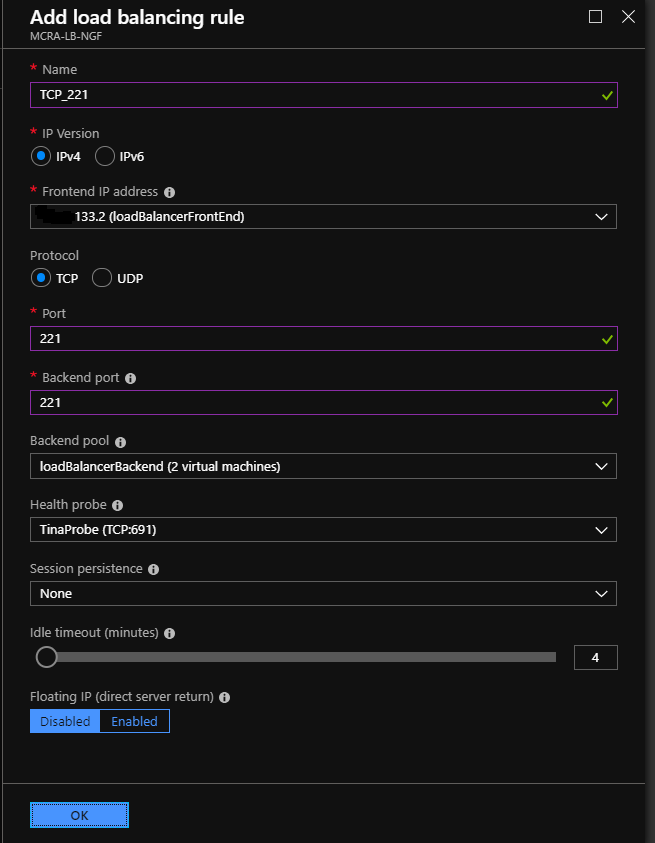 Add load balancing rule
MCRA-LB-NGF
* Name
TCP_221
* IP Version
IPv4 IPv6
* Frontend IP address
133.2 (loadBalancerFrontEnd)
Protocol
TCP UDP
* Port
221
* Backend port
221
Backend pool
loadBalancerBackend (2 virtual machines)
Health probe
TinaProbe (TCP:691)
Session persistence
None
Idle timeout (minutes)
4
Floating IP (direct server return)
Disabled Enabled
OK